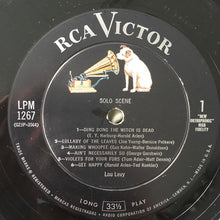 RCA VICTOR
SOLO SCENE
LPM
1267
(G2JP-3564)
1
"NEW
ORTHOPHONIC"
HIGH
FIDELITY
1—DING DONG THE WITCH IS DEAD
(E. Y. Harburg-Harold Arlen)
2—LULLABY OF THE LEAVES (Joe Young-Bernice Petkere)
3—MAKING WHOOPEE (Gus Kahn-Walter Donaldson)
4—AIN'T NECESSARILY SO (George Gershwin)
5—VIOLETS FOR YOUR FURS (Tom Adair-Matt Dennis)
6—GET HAPPY (Harold Arlen-Ted Koehler)
Lou Levy
LONG 33⅓ PLAY